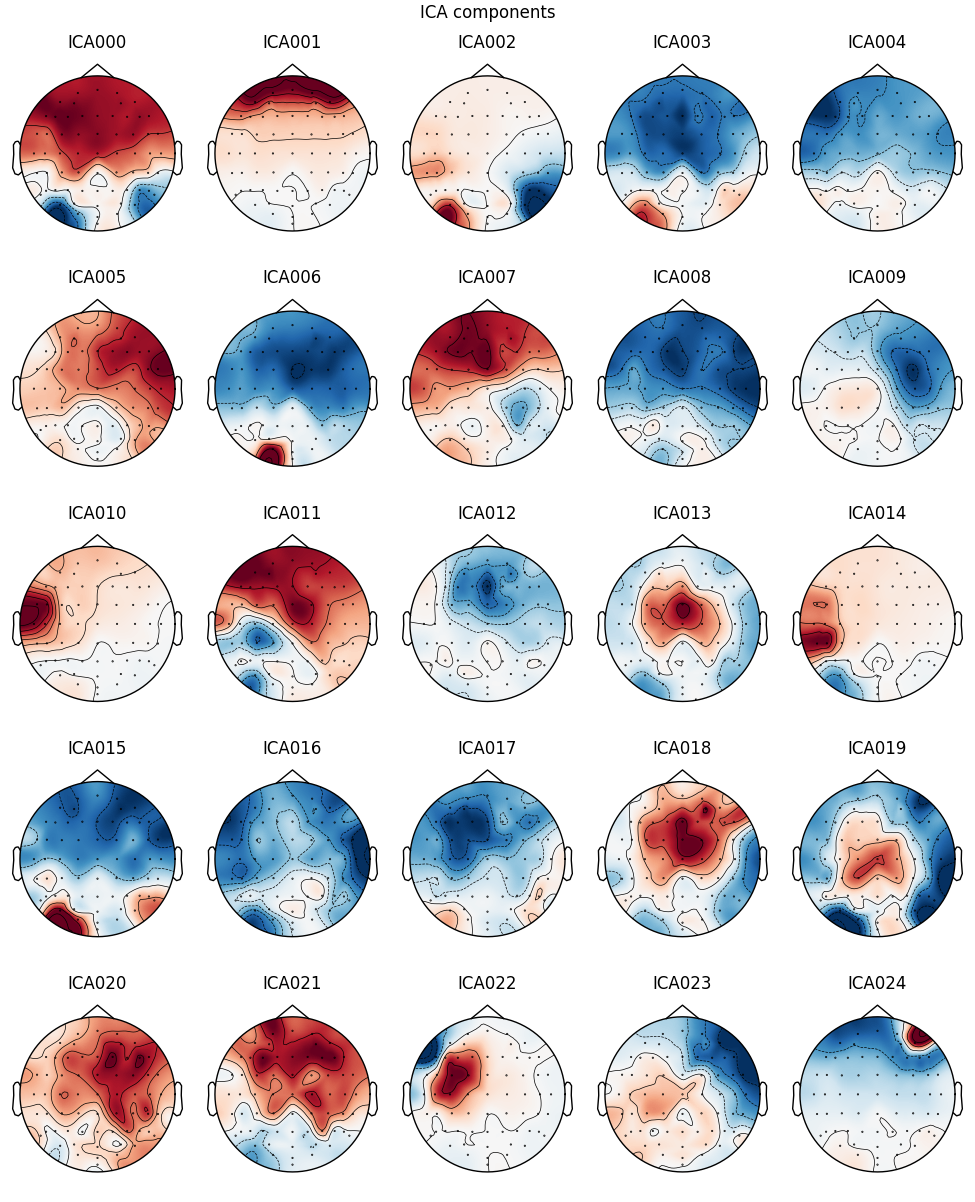 ICA components
ICA000 ICA001 ICA002 ICA003 ICA004
ICA005 ICA006 ICA007 ICA008 ICA009
ICA010 ICA011 ICA012 ICA013 ICA014
ICA015 ICA016 ICA017 ICA018 ICA019
ICA020 ICA021 ICA022 ICA023 ICA024